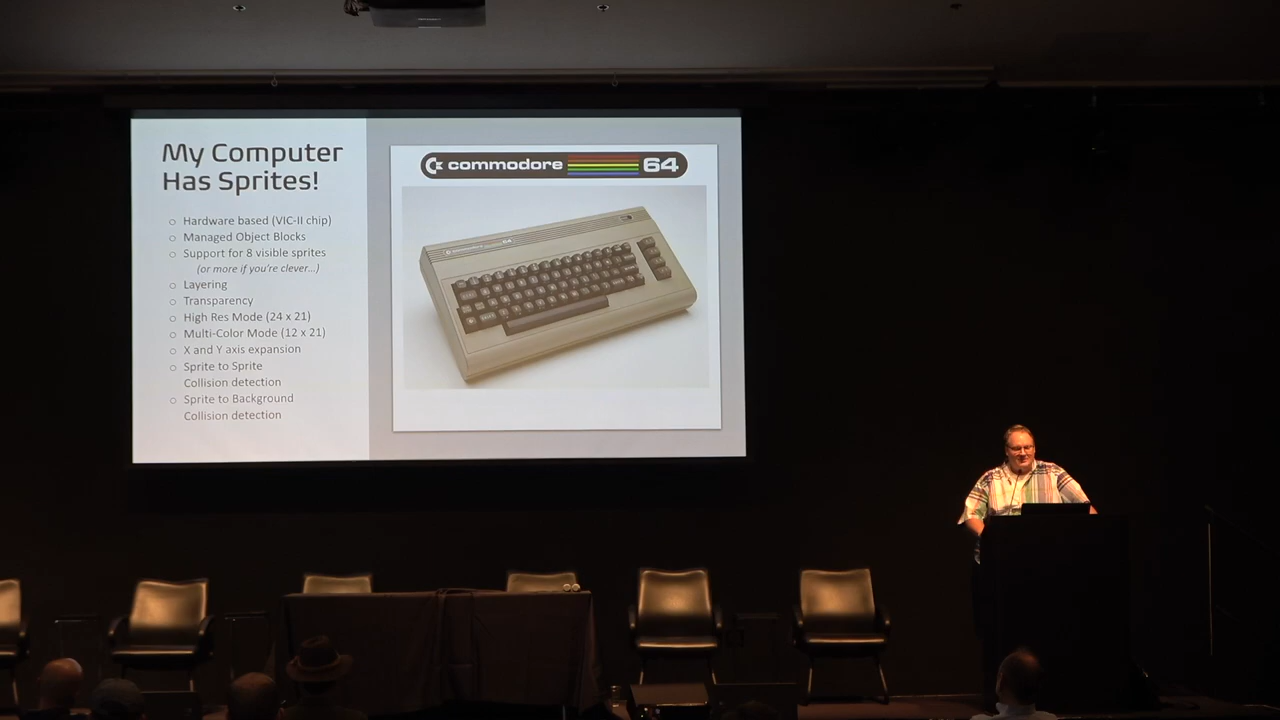 My Computer
Has Sprites!
Hardware based (VIC-II chip)
Managed Object Blocks
Support for 8 visible sprites
(or more if you're clever...)
Layering
Transparency
High Res Mode (24 x 21)
Multi-Color Mode (12 x 21)
X and Y axis expansion
Sprite to Sprite
Collision detection
Sprite to Background
Collision detection
commodore 64
commodore 64